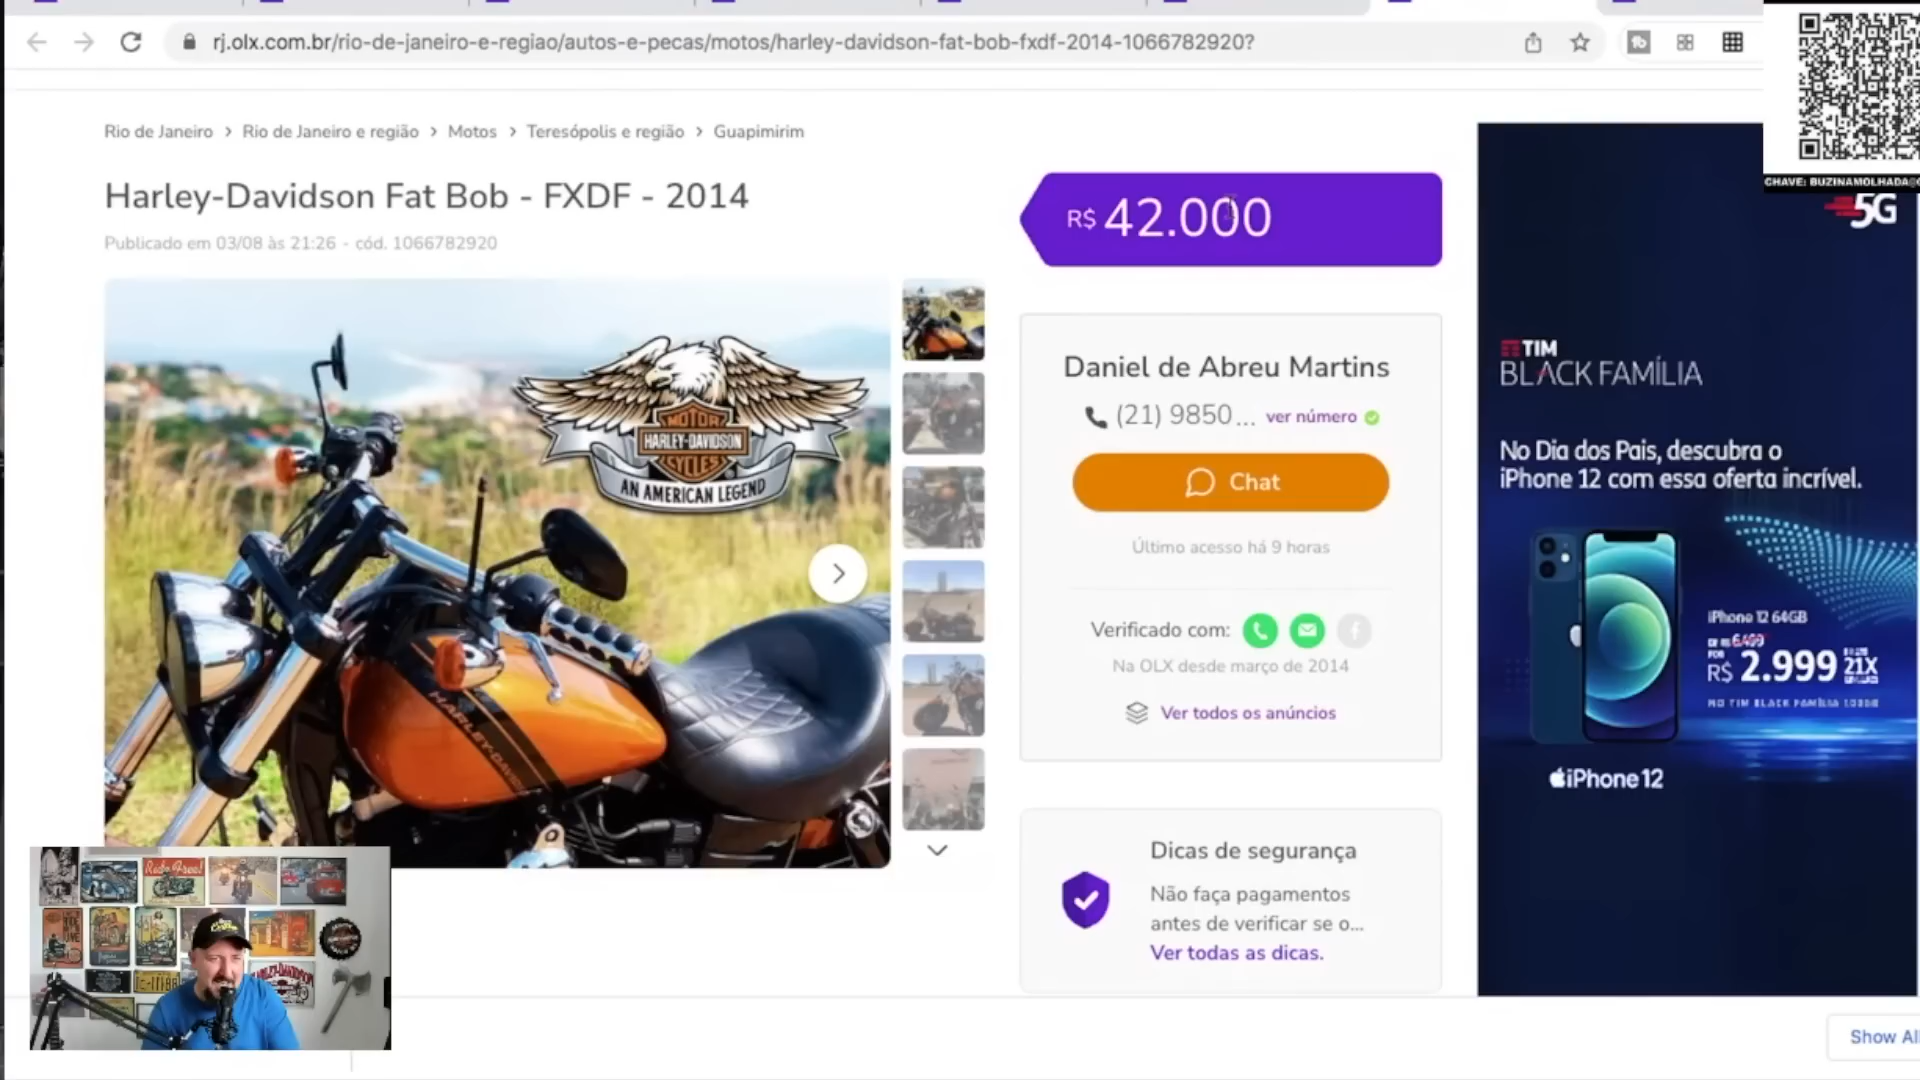 rj.olx.com.br/rio-de-janeiro-e-regiao/autos-e-pecas/motos/harley-davidson-fat-bob-fxdf-2014-1066782920?
CHAVE: BUZINAMOLHADA@
Rio de Janeiro > Rio de Janeiro e região > Motos > Teresópolis e região > Guapimirim
Harley-Davidson Fat Bob - FXDF - 2014
Publicado em 03/08 às 21:26 - cód. 1066782920
MOTOR
HARLEY-DAVIDSON
CYCLES
AN AMERICAN LEGEND
HARLEY-DAVIDS
Ride Free!
R$ 42.000
Daniel de Abreu Martins
(21) 9850 ... ver número
Chat
Último acesso há 9 horas
Verificado com:
Na OLX desde março de 2014
Ver todos os anúncios
Dicas de segurança
Não faça pagamentos
antes de verificar se o...
Ver todas as dicas.
5G
TIM
BLACK FAMÍLIA
No Dia dos Pais, descubra o
iPhone 12 com essa oferta incrível.
iPhone 12 64GB
R$ 2.999 21X
iPhone 12
Show All